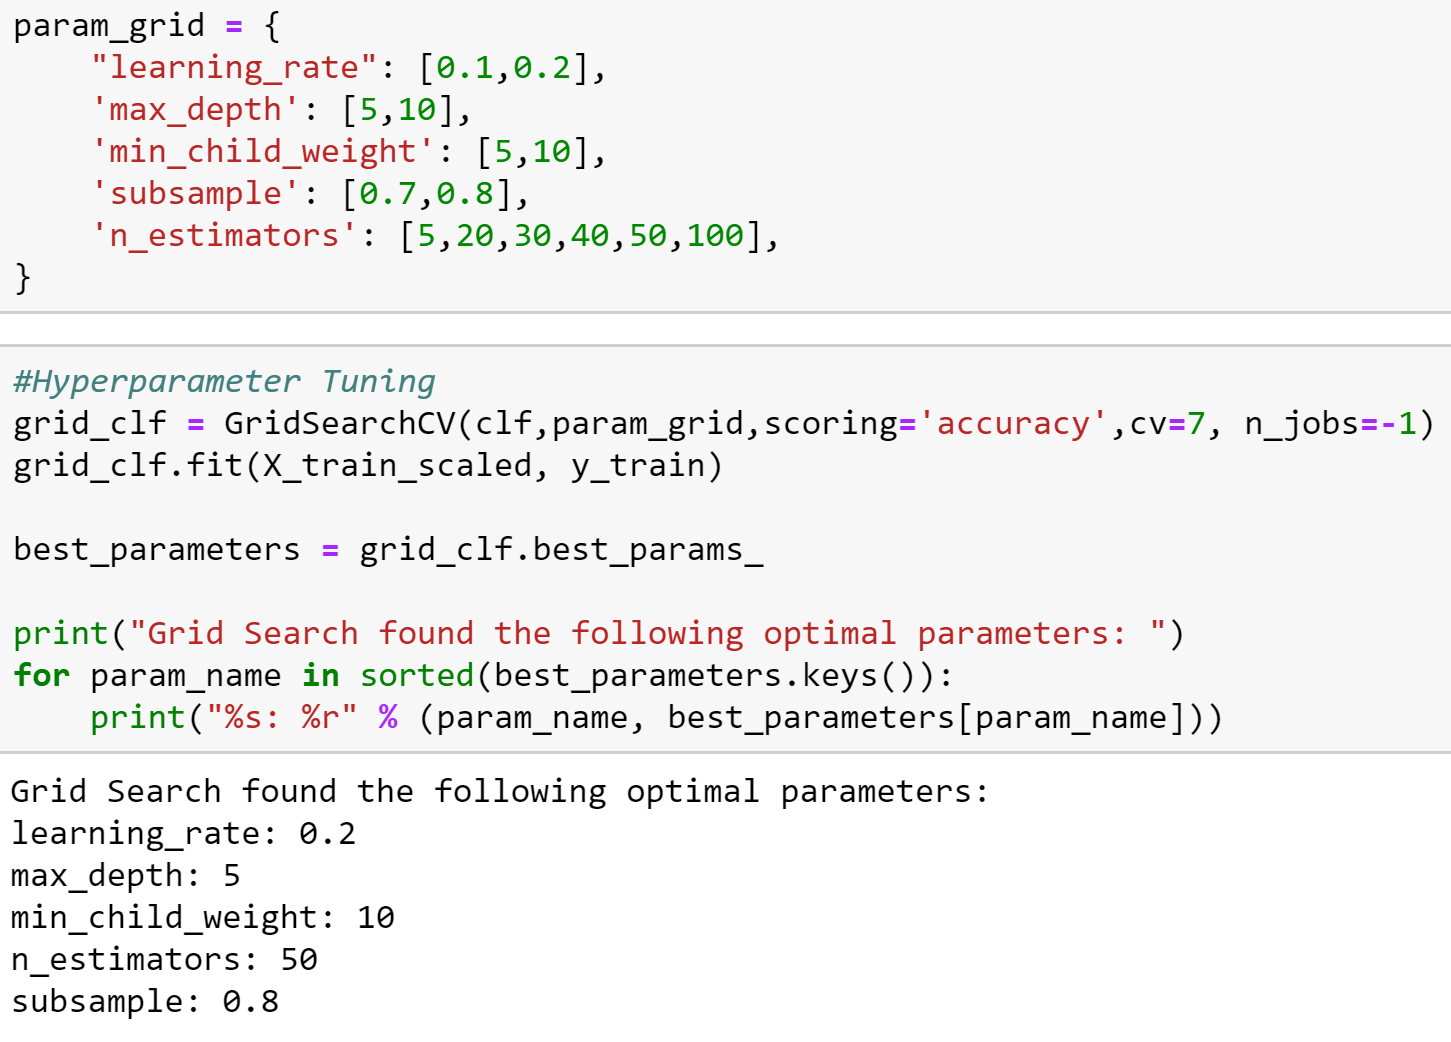 param_grid = {
    "learning_rate": [0.1,0.2],
    'max_depth': [5,10],
    'min_child_weight': [5,10],
    'subsample': [0.7,0.8],
    'n_estimators': [5,20,30,40,50,100],
}
#Hyperparameter Tuning
grid_clf = GridSearchCV(clf,param_grid,scoring='accuracy',cv=7, n_jobs=-1)
grid_clf.fit(X_train_scaled, y_train)
best_parameters = grid_clf.best_params_
print("Grid Search found the following optimal parameters: ")
for param_name in sorted(best_parameters.keys()):
    print("%s: %r" % (param_name, best_parameters[param_name]))
Grid Search found the following optimal parameters:
learning_rate: 0.2
max_depth: 5
min_child_weight: 10
n_estimators: 50
subsample: 0.8